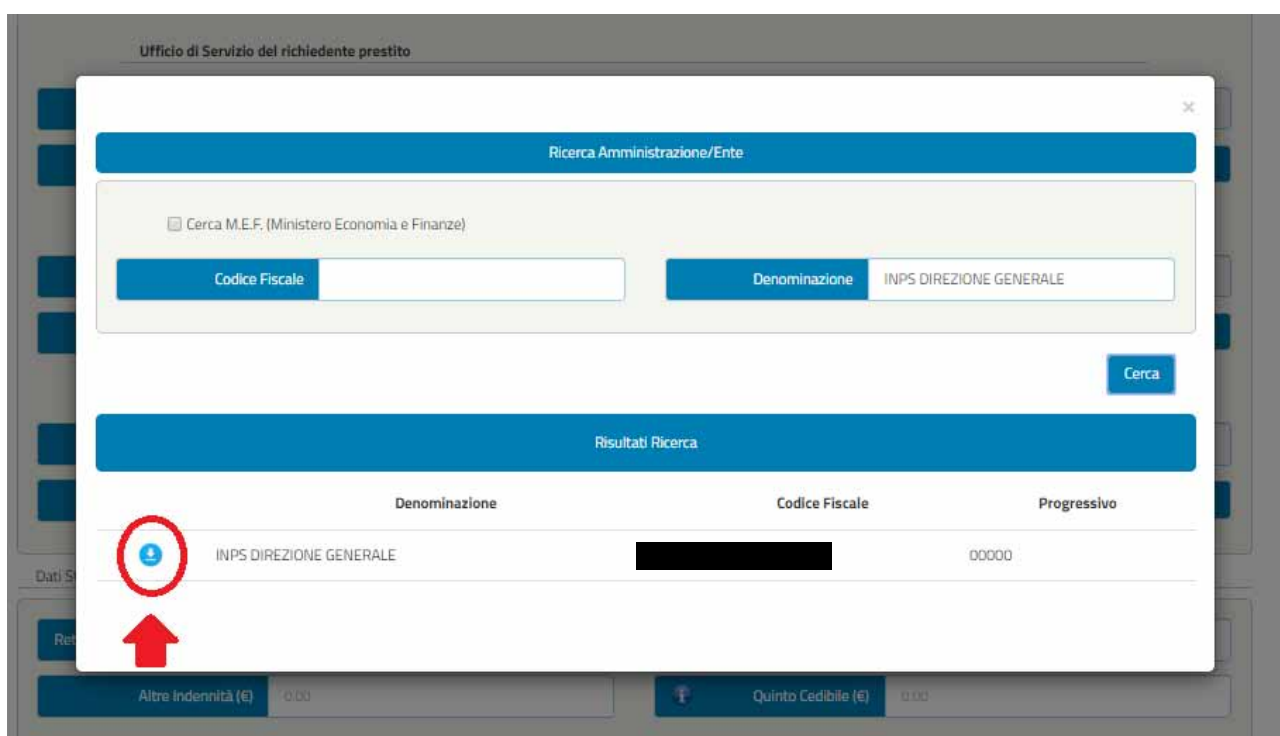 Ufficio di Servizio del richiedente prestito
×
Ricerca Amministrazione/Ente
Cerca M.E.F. (Ministero Economia e Finanze)
Codice Fiscale
Denominazione INPS DIREZIONE GENERALE
Cerca
Risultati Ricerca
Denominazione Codice Fiscale Progressivo
INPS DIREZIONE GENERALE 00000
Dati
Altre Indennità (€) 0.00 Quinto Cedibile (€) 0.00